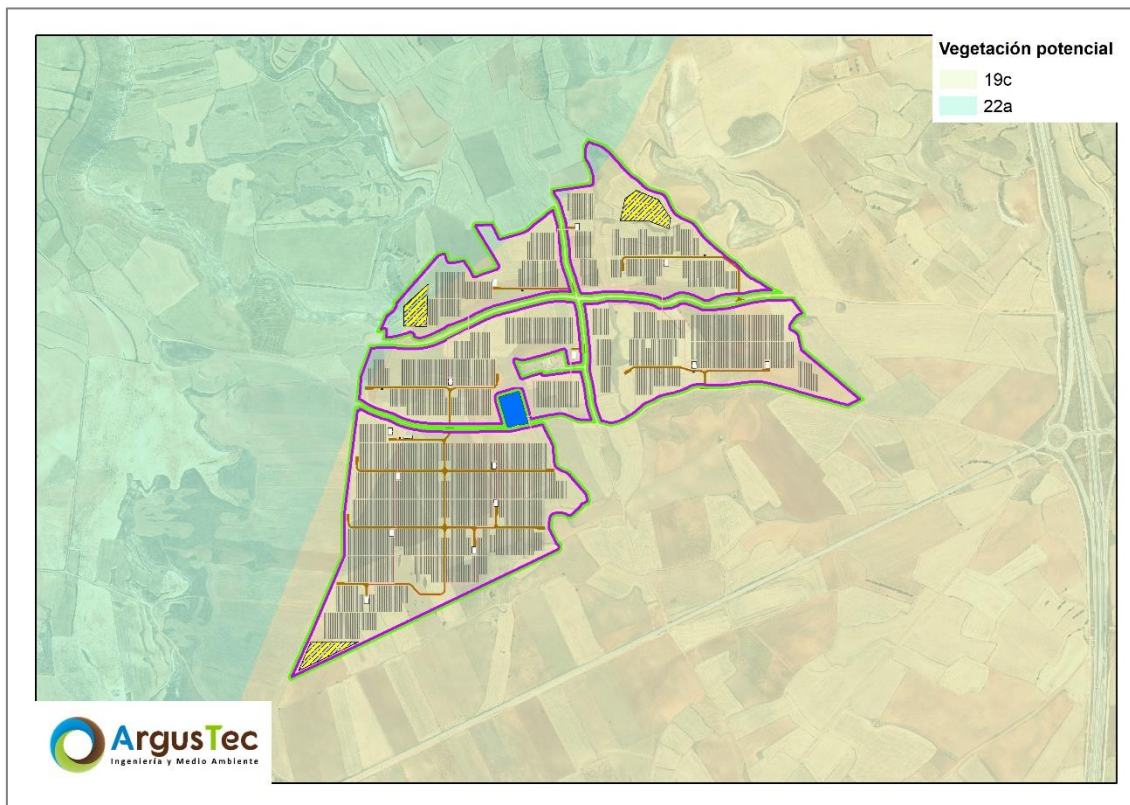 Vegetación potencial
19c
22a
ArgusTec
Ingeniería y Medio Ambiente